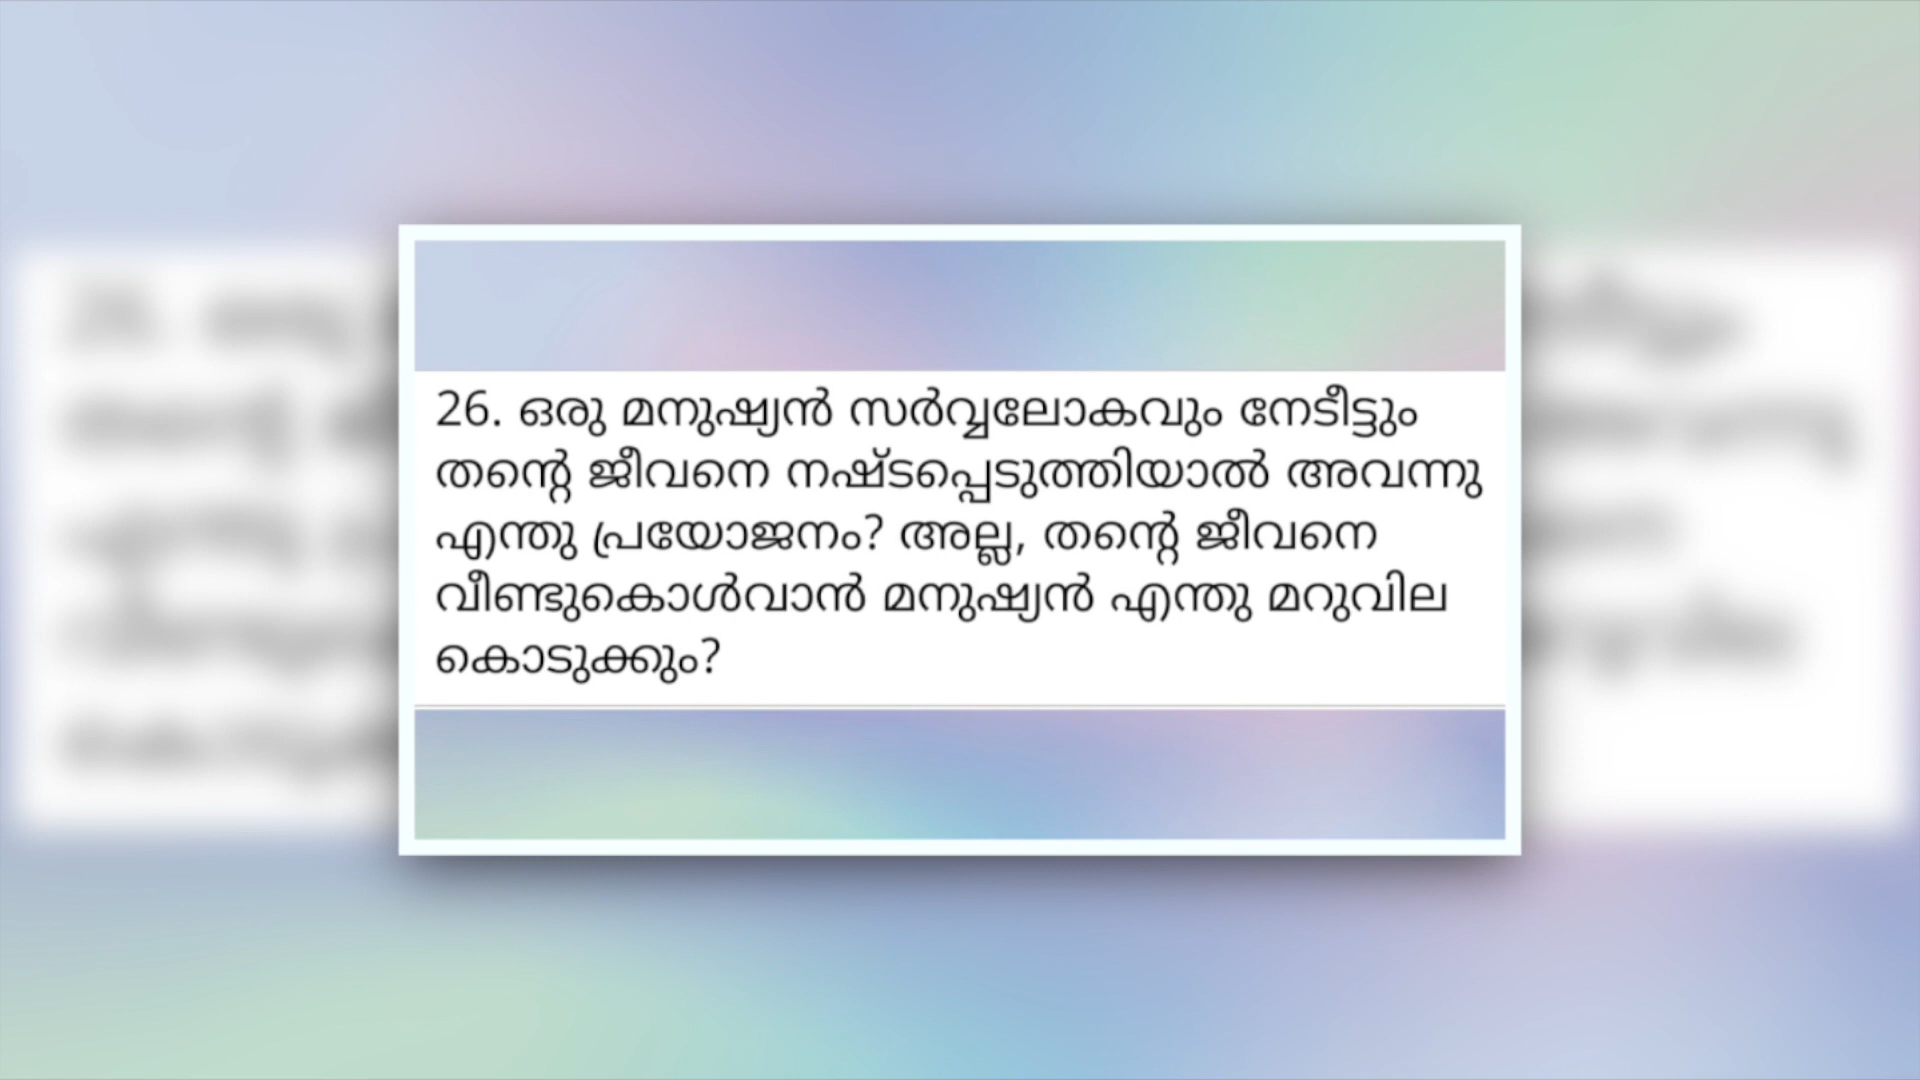 26. ഒരു മനുഷ്യൻ സർവ്വലോകവും നേടീട്ടും
തന്റെ ജീവനെ നഷ്ടപ്പെടുത്തിയാൽ അവന്നു
എന്തു പ്രയോജനം? അല്ല, തന്റെ ജീവനെ
വീണ്ടുകൊൾവാൻ മനുഷ്യൻ എന്തു മറുവില
കൊടുക്കും?